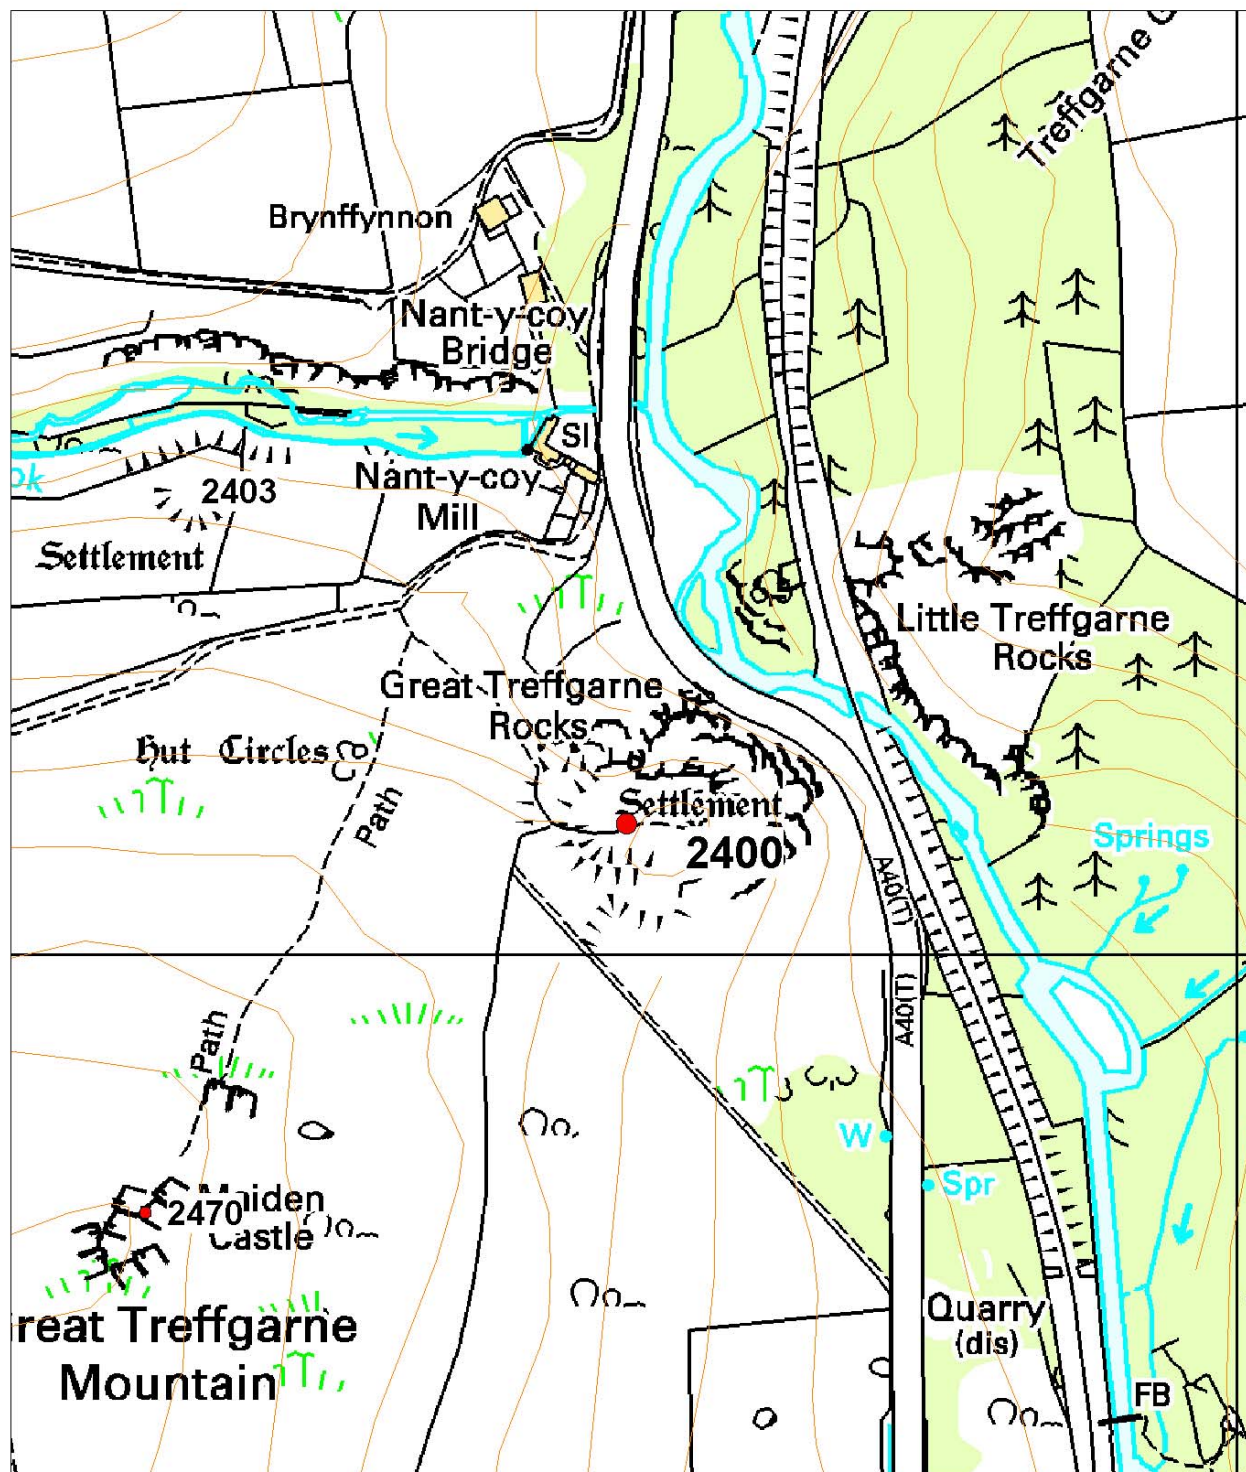 Treffgarne G
Brynffynnon
Nant-y-coy
Bridge
Sl
Nant-y-coy
Mill
ok
2403
Settlement
Little Treffgarne
Rocks
Great Treffgarne
Rocks
Hut Circles
Path
Settlement
2400
Springs
A40(T)
A40(T)
Path
W
Spr
Maiden
Castle
2470
reat Treffgarne
Mountain
Quarry
(dis)
FB